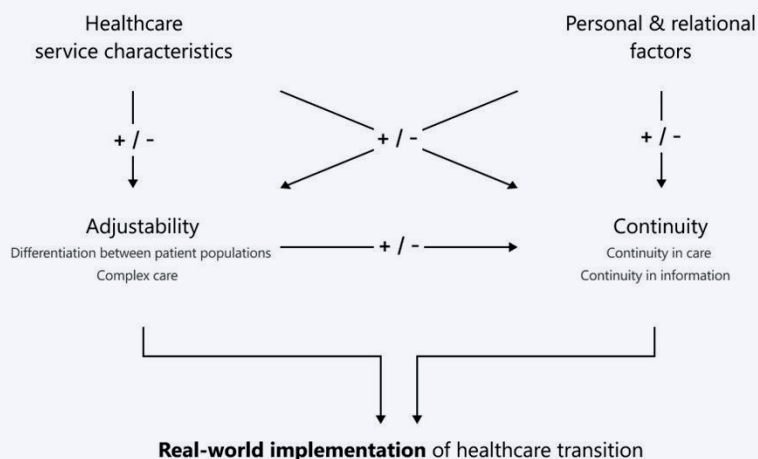 Healthcare
service characteristics
Personal & relational
factors
+ / -
+ / -
+ / -
Adjustability
Differentiation between patient populations
Complex care
+ / -
Continuity
Continuity in care
Continuity in information
Real-world implementation of healthcare transition